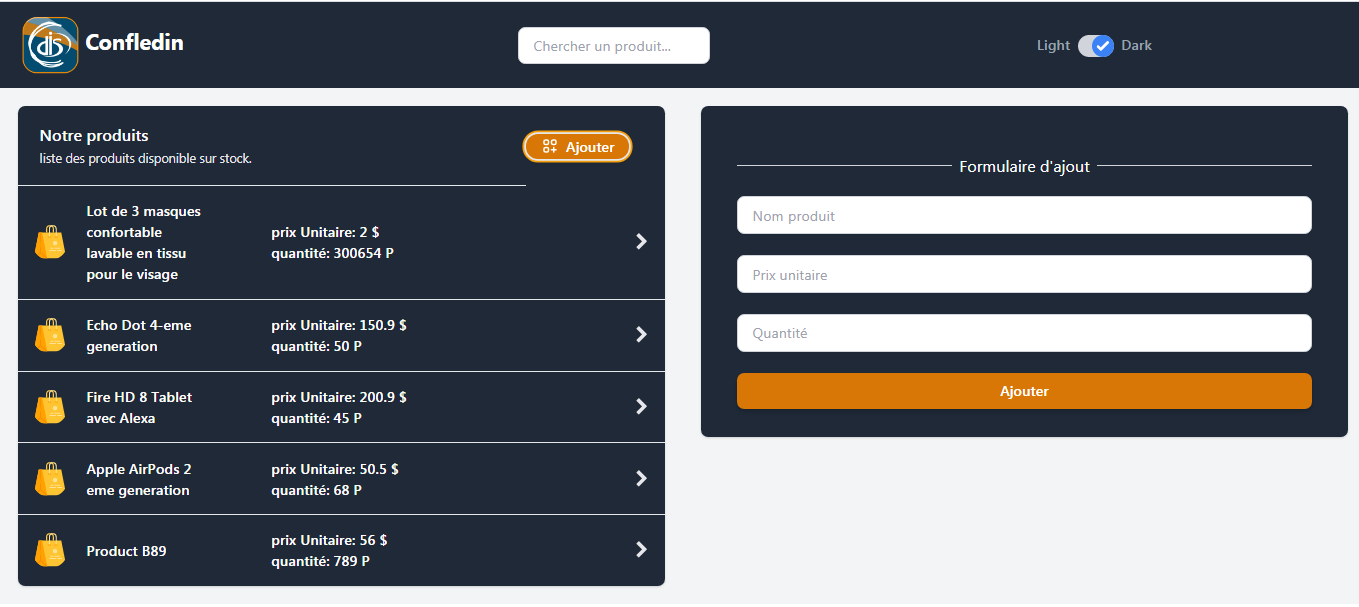 dis
Confledin
Chercher un produit...
Light
Dark
Notre produits
liste des produits disponible sur stock.
Ajouter
Lot de 3 masques
confortable
lavable en tissu
pour le visage
prix Unitaire: 2 $
quantité: 300654 P
Echo Dot 4-eme
generation
prix Unitaire: 150.9 $
quantité: 50 P
Fire HD 8 Tablet
avec Alexa
prix Unitaire: 200.9 $
quantité: 45 P
Apple AirPods 2
eme generation
prix Unitaire: 50.5 $
quantité: 68 P
Product B89
prix Unitaire: 56 $
quantité: 789 P
Formulaire d'ajout
Nom produit
Prix unitaire
Quantité
Ajouter